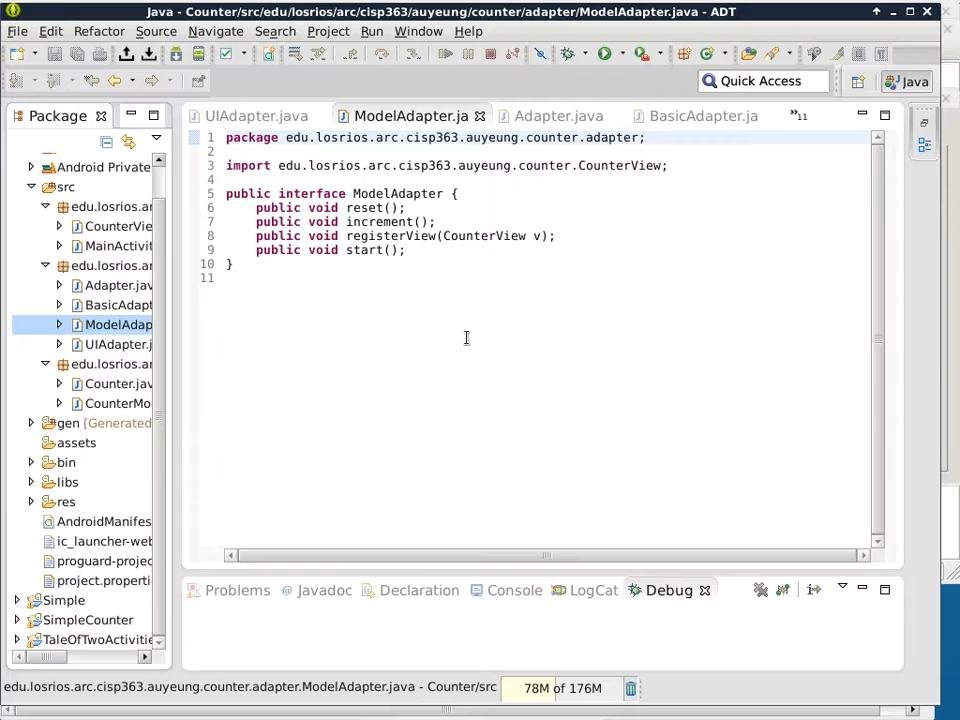 Java - Counter/src/edu/losrios/arc/cisp363/auyeung/counter/adapter/ModelAdapter.java - ADT
File Edit Refactor Source Navigate Search Project Run Window Help
Quick Access Java
Package
UIAdapter.java ModelAdapter.ja Adapter.java BasicAdapter.ja »11
Android Private
src
edu.losrios.ar
CounterVie
MainActivit
edu.losrios.ar
Adapter.jav
BasicAdapt
ModelAdap
UIAdapter.j
edu.losrios.ar
Counter.jav
CounterMo
gen [Generated
assets
bin
libs
res
AndroidManifes
ic_launcher-web
proguard-projec
project.properti
Simple
SimpleCounter
TaleOfTwoActivitie
1 package edu.losrios.arc.cisp363.auyeung.counter.adapter;
2
3 import edu.losrios.arc.cisp363.auyeung.counter.CounterView;
4
5 public interface ModelAdapter {
6 public void reset();
7 public void increment();
8 public void registerView(CounterView v);
9 public void start();
10 }
11
Problems @ Javadoc Declaration Console LogCat Debug
edu.losrios.arc.cisp363.auyeung.counter.adapter.ModelAdapter.java - Counter/src 78M of 176M